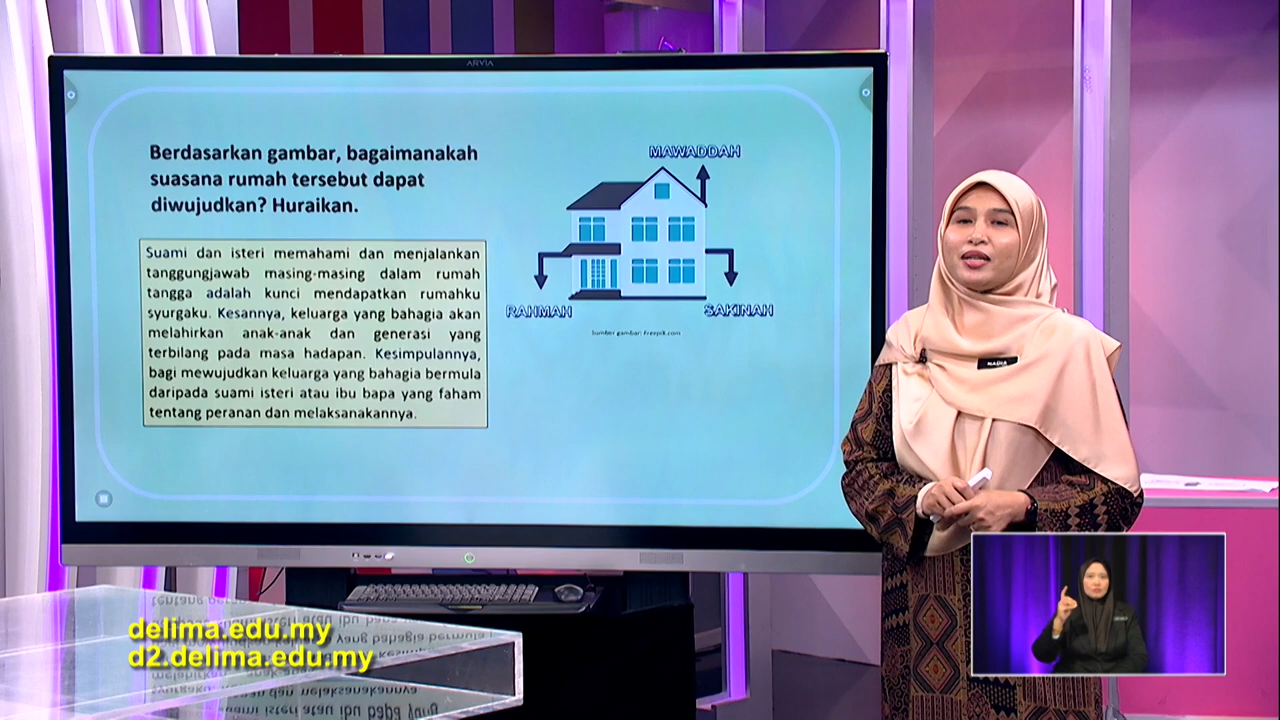 ARVIA
Berdasarkan gambar, bagaimanakah
suasana rumah tersebut dapat
diwujudkan? Huraikan.
MAWADDAH
RAHMAH
SAKINAH
Sumber gambar: Freepik.com
Suami dan isteri memahami dan menjalankan
tanggungjawab masing-masing dalam rumah
tangga adalah kunci mendapatkan rumahku
syurgaku. Kesannya, keluarga yang bahagia akan
melahirkan anak-anak dan generasi yang
terbilang pada masa hadapan. Kesimpulannya,
bagi mewujudkan keluarga yang bahagia bermula
daripada suami isteri atau ibu bapa yang faham
tentang peranan dan melaksanakannya.
NADIA
delima.edu.my
d2.delima.edu.my